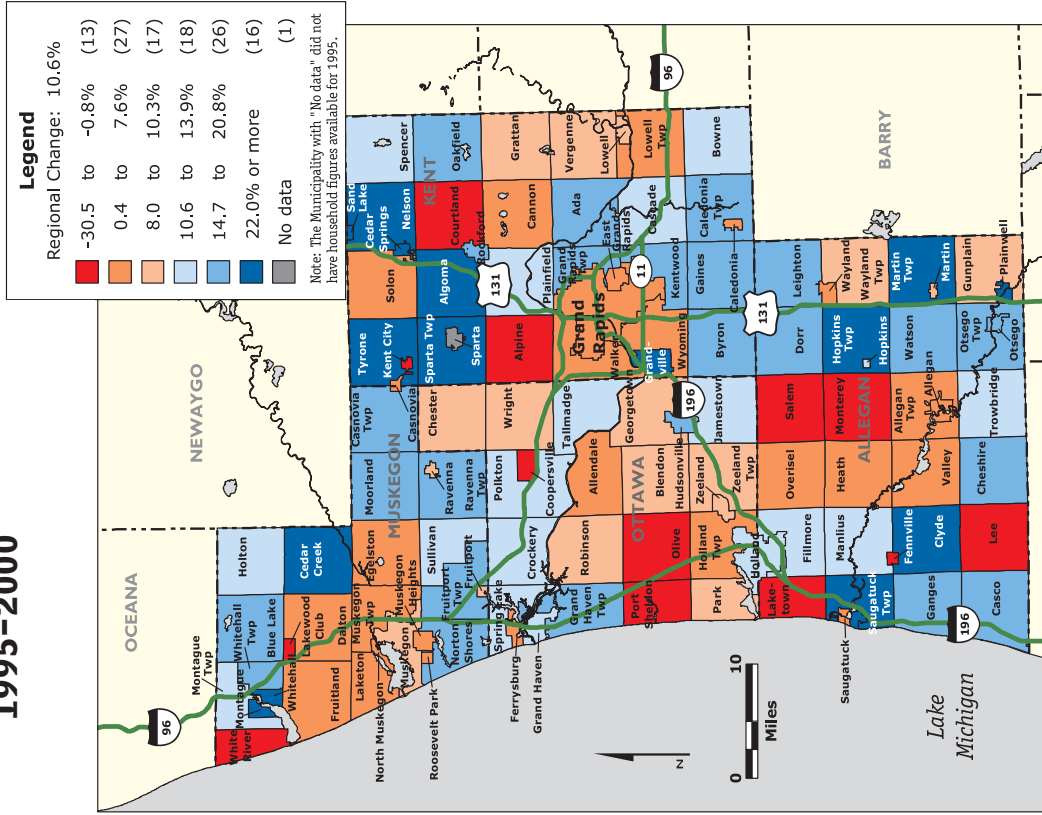 1995–2000
Legend
Regional Change: 10.6%
-30.5 to -0.8% (13)
0.4 to 7.6% (27)
8.0 to 10.3% (17)
10.6 to 13.9% (18)
14.7 to 20.8% (26)
22.0% or more (16)
No data (1)
Note: The Municipality with "No data" did not
have household figures available for 1995.
OCEANA
NEWAYGO
MUSKEGON
KENT
OTTAWA
ALLEGAN
BARRY
Montague
Twp
White
River
Montague
Whitehall
Whitehall
Twp
Holton
Blue Lake
Cedar
Creek
Fruitland
Lakewood
Club
Dalton
Laketon
North Muskegon
Muskegon
Muskegon
Twp
Egelston
Muskegon
Heights
Roosevelt Park
Norton
Shores
Fruitport
Twp
Fruitport
Sullivan
Moorland
Casnovia
Twp
Casnovia
Ravenna
Ravenna
Twp
Tyrone
Kent City
Solon
Sand
Lake
Cedar
Springs
Nelson
Spencer
Sparta Twp
Sparta
Algoma
Courtland
Rockford
Oakfield
Chester
Wright
Alpine
Plainfield
Cannon
Grattan
Polkton
Coopersville
Tallmadge
Crockery
Spring Lake
Ferrysburg
Grand Haven
Grand
Haven
Twp
Robinson
Allendale
Georgetown
Walker
Grand
Rapids
Grand
Rapids
Twp
East
Grand
Rapids
Ada
Vergennes
Lowell
Lowell
Twp
Cascade
Kentwood
Wyoming
Grand-
ville
Port
Sheldon
Olive
Blendon
Hudsonville
Jamestown
Byron
Gaines
Caledonia
Caledonia
Twp
Bowne
Park
Holland
Twp
Holland
Zeeland
Zeeland
Twp
Lake-
town
Fillmore
Overisel
Salem
Dorr
Leighton
Saugatuck
Saugatuck
Twp
Manlius
Fennville
Heath
Monterey
Hopkins
Twp
Hopkins
Wayland
Wayland
Twp
Ganges
Clyde
Valley
Allegan
Twp
Allegan
Watson
Martin
Twp
Martin
Casco
Lee
Cheshire
Trowbridge
Otsego
Twp
Otsego
Gunplain
Plainwell
96
131
11
96
196
131
196
Lake
Michigan
N
0
10
Miles